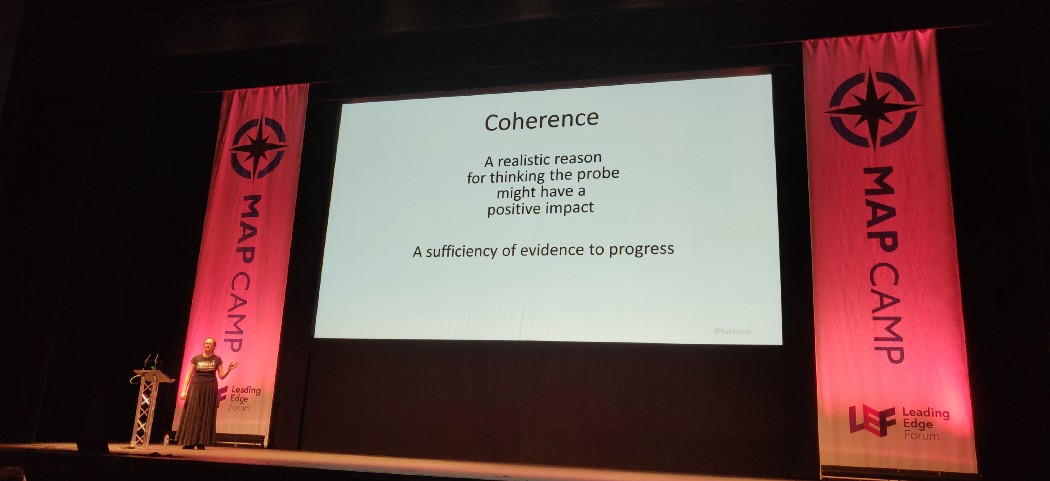 Coherence
A realistic reason
for thinking the probe
might have a
positive impact
A sufficiency of evidence to progress
MAP CAMP
Leading
Edge
Forum
MAP CAMP
LEF
Leading
Edge
Forum